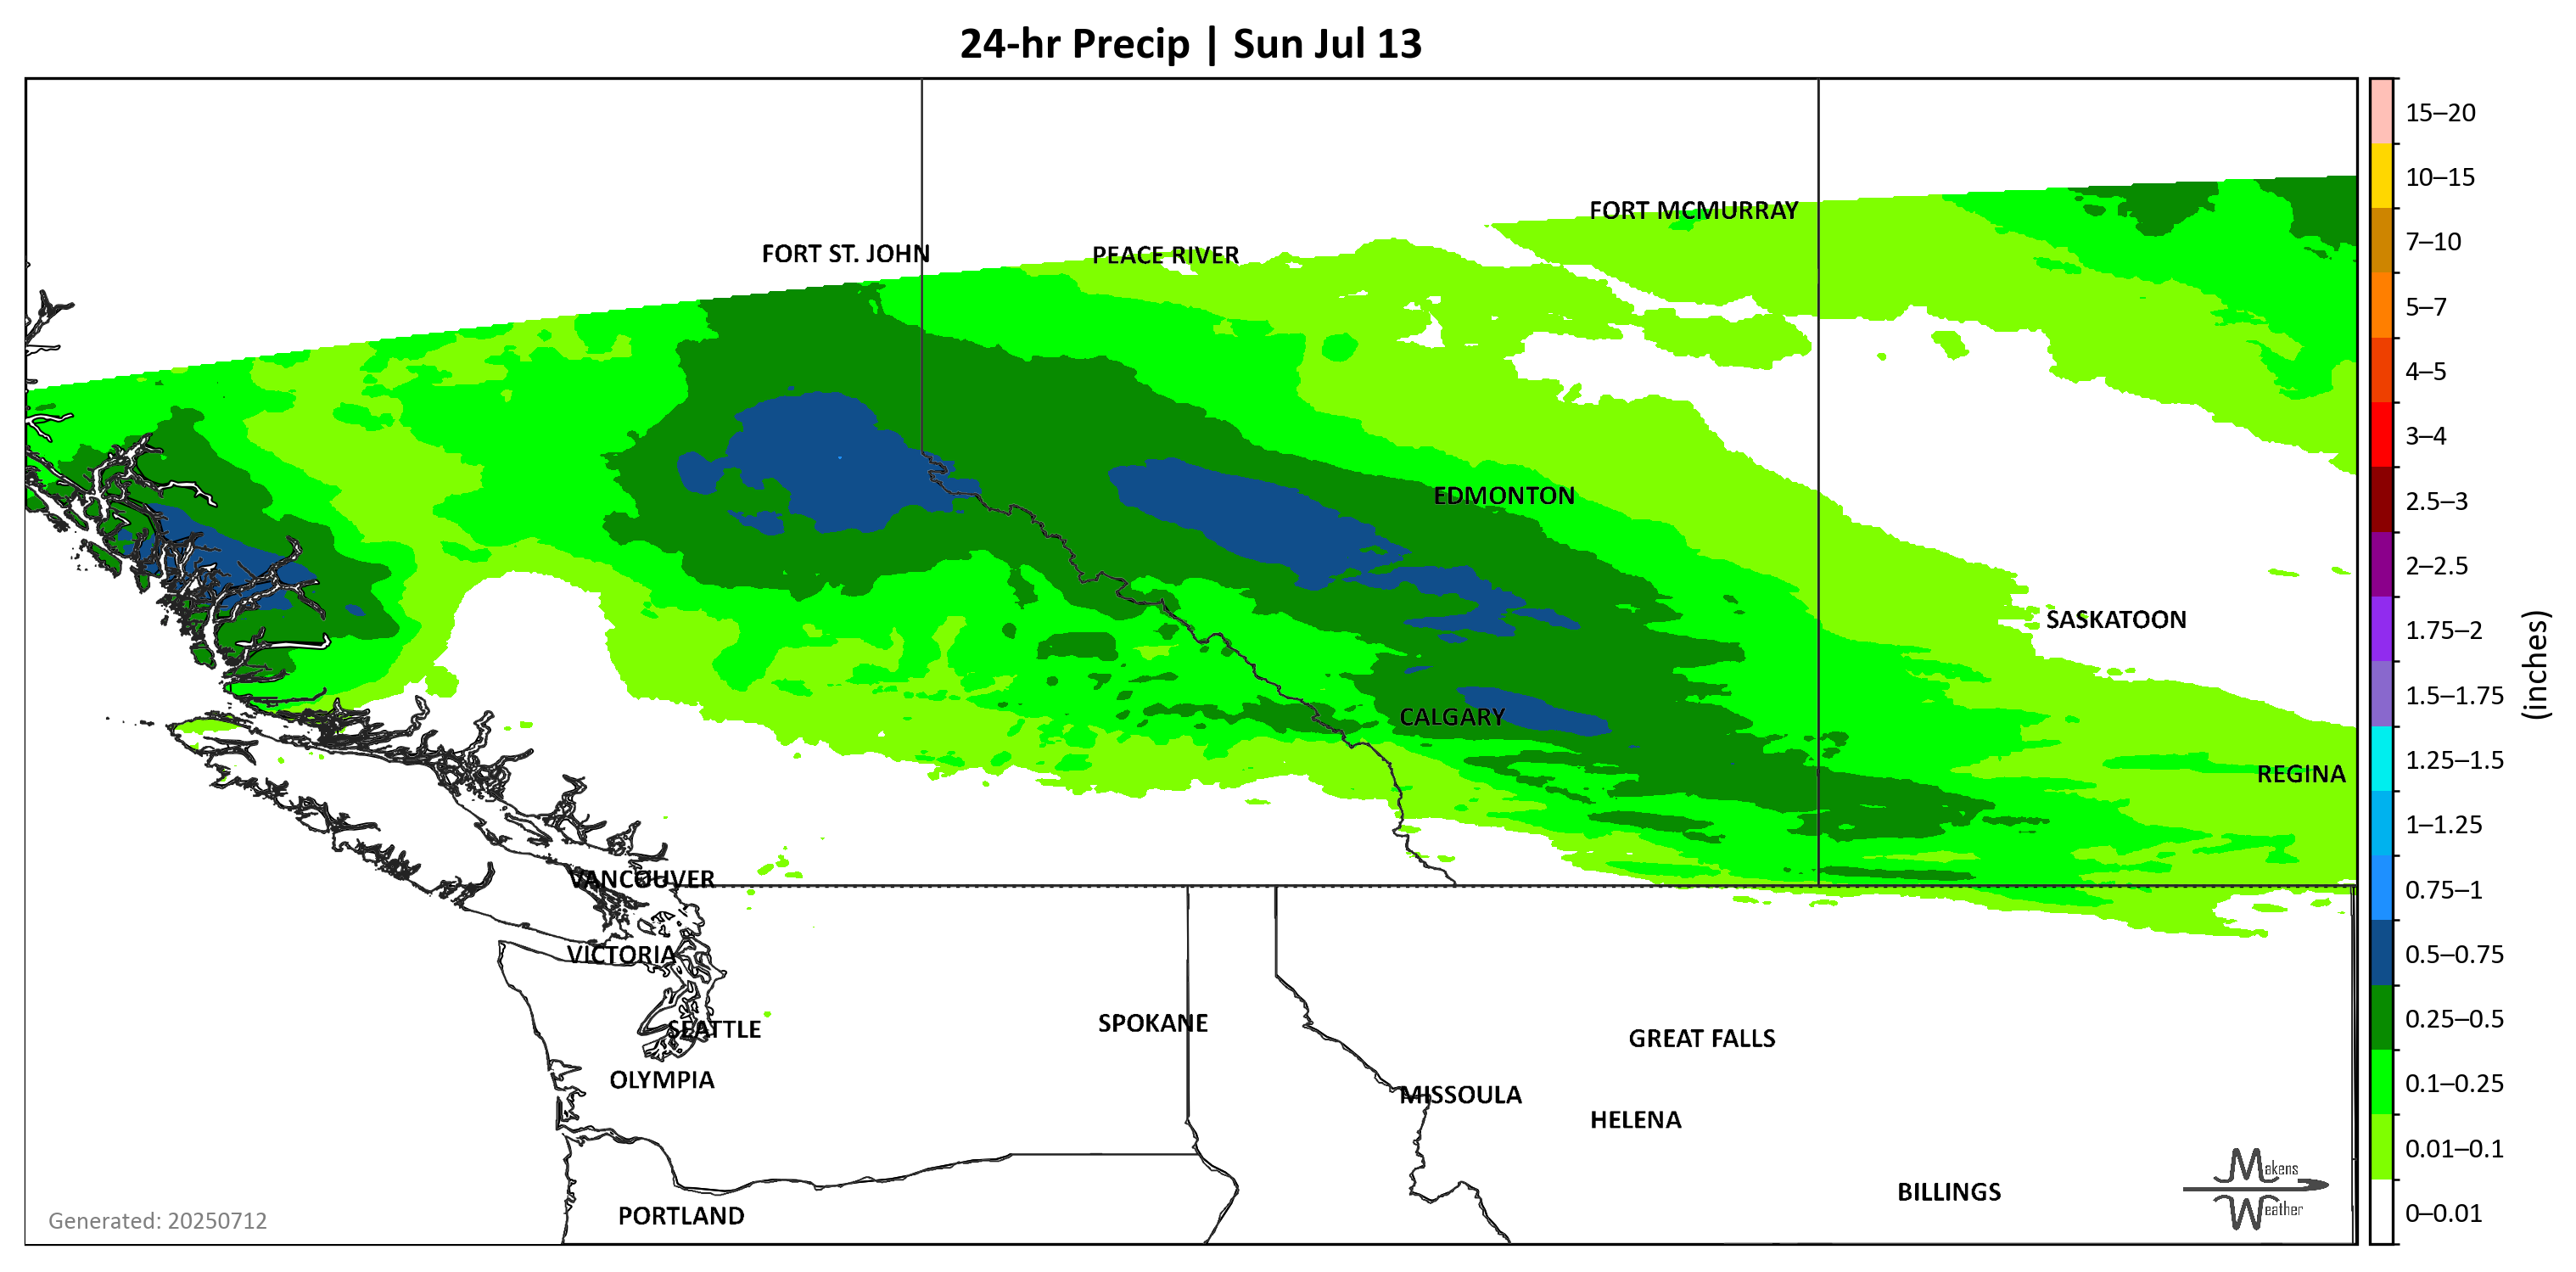 24-hr Precip | Sun Jul 13
15–20
10–15
FORT MCMURRAY
7–10
FORT ST. JOHN
PEACE RIVER
5–7
4–5
3–4
EDMONTON
2.5–3
2–2.5
SASKATOON
1.75–2
(inches)
1.5–1.75
CALGARY
1.25–1.5
REGINA
1–1.25
VANCOUVER
0.75–1
VICTORIA
0.5–0.75
SPOKANE
SEATTLE
GREAT FALLS
0.25–0.5
OLYMPIA
MISSOULA
HELENA
0.1–0.25
0.01–0.1
Makens
Weather
BILLINGS
PORTLAND
Generated: 20250712
0–0.01